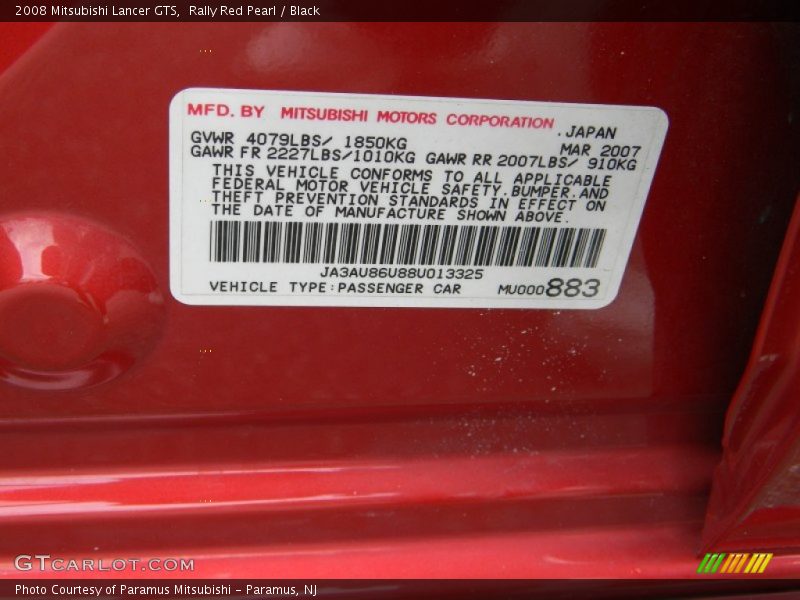 2008 Mitsubishi Lancer GTS,  Rally Red Pearl / Black
MFD. BY MITSUBISHI MOTORS CORPORATION .JAPAN
GVWR 4079LBS/ 1850KG MAR 2007
GAWR FR 2227LBS/1010KG GAWR RR 2007LBS/ 910KG
THIS VEHICLE CONFORMS TO ALL APPLICABLE
FEDERAL MOTOR VEHICLE SAFETY.BUMPER.AND
THEFT PREVENTION STANDARDS IN EFFECT ON
THE DATE OF MANUFACTURE SHOWN ABOVE.
JA3AU86U88U013325
VEHICLE TYPE:PASSENGER CAR MU000883
GTCARLOT.COM
Photo Courtesy of Paramus Mitsubishi - Paramus, NJ